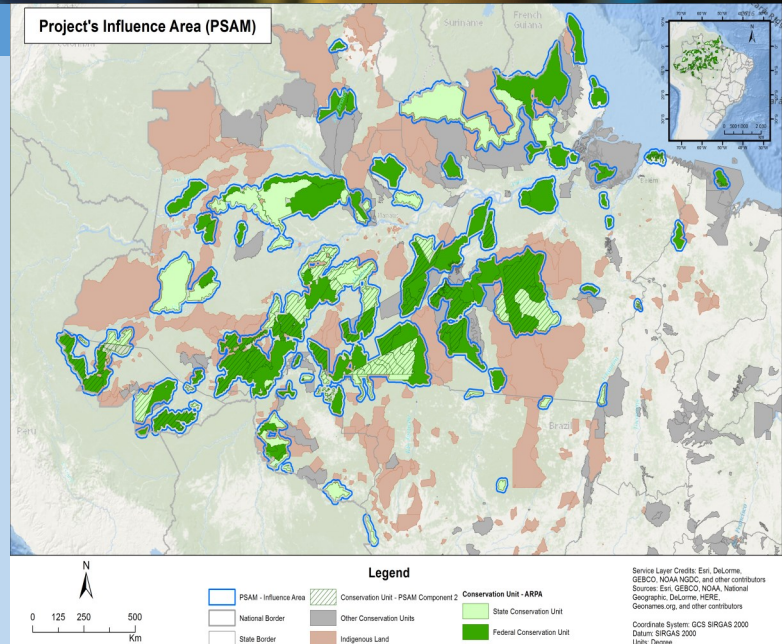 Project's Influence Area (PSAM)
Suriname
French
Guiana
Peru
Brazil
N
N
0 125 250 500
Km
Legend
PSAM - Influence Area
National Border
State Border
Conservation Unit - PSAM Component 2
Other Conservation Units
Indigenous Land
Conservation Unit - ARPA
State Conservation Unit
Federal Conservation Unit
Service Layer Credits: Esri, DeLorme,
GEBCO, NOAA NGDC, and other contributors
Sources: Esri, GEBCO, NOAA, National
Geographic, DeLorme, HERE,
Geonames.org, and other contributors
Coordinate System: GCS SIRGAS 2000
Datum: SIRGAS 2000
Units: Degree